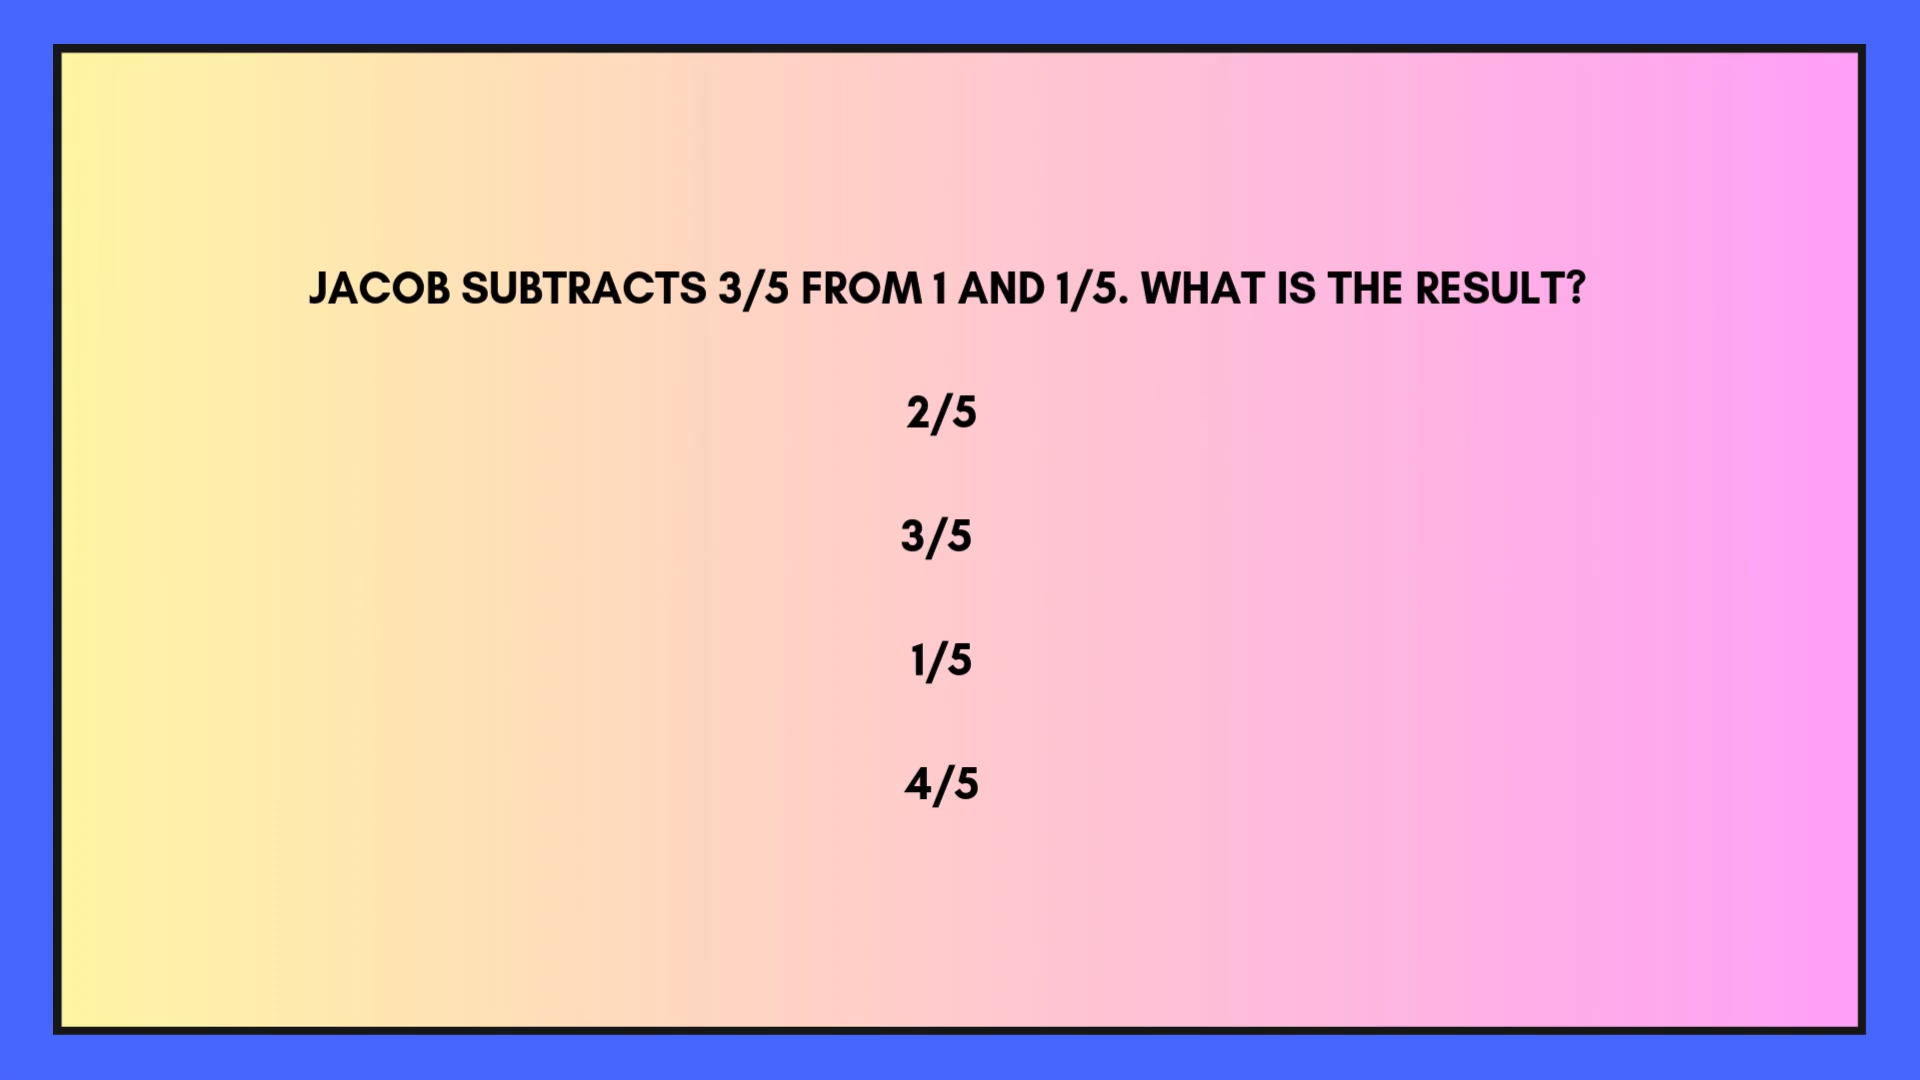 JACOB SUBTRACTS 3/5 FROM 1 AND 1/5. WHAT IS THE RESULT?
2/5
3/5
1/5
4/5